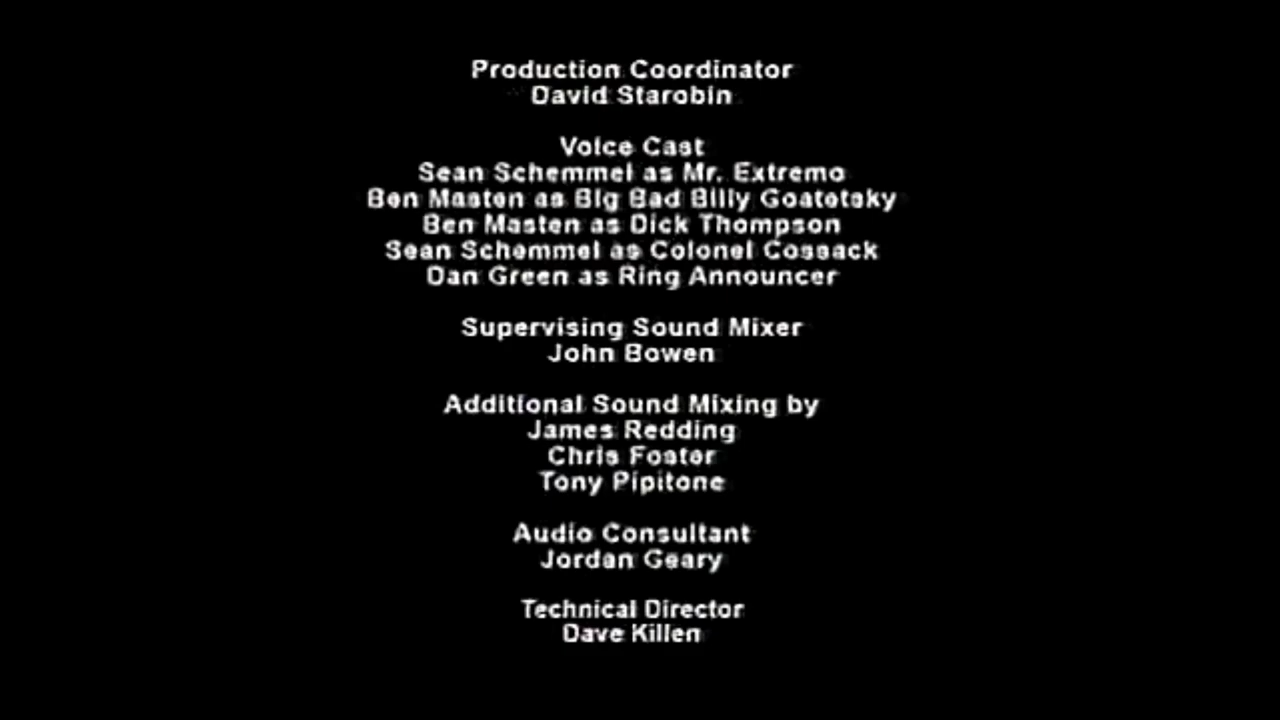 Production Coordinator
David Starobin
Voice Cast
Sean Schemmel as Mr. Extremo
Ben Masten as Big Bad Billy Goatetsky
Ben Masten as Dick Thompson
Sean Schemmel as Colonel Cossack
Dan Green as Ring Announcer
Supervising Sound Mixer
John Bowen
Additional Sound Mixing by
James Redding
Chris Foster
Tony Pipitone
Audio Consultant
Jordan Geary
Technical Director
Dave Killen